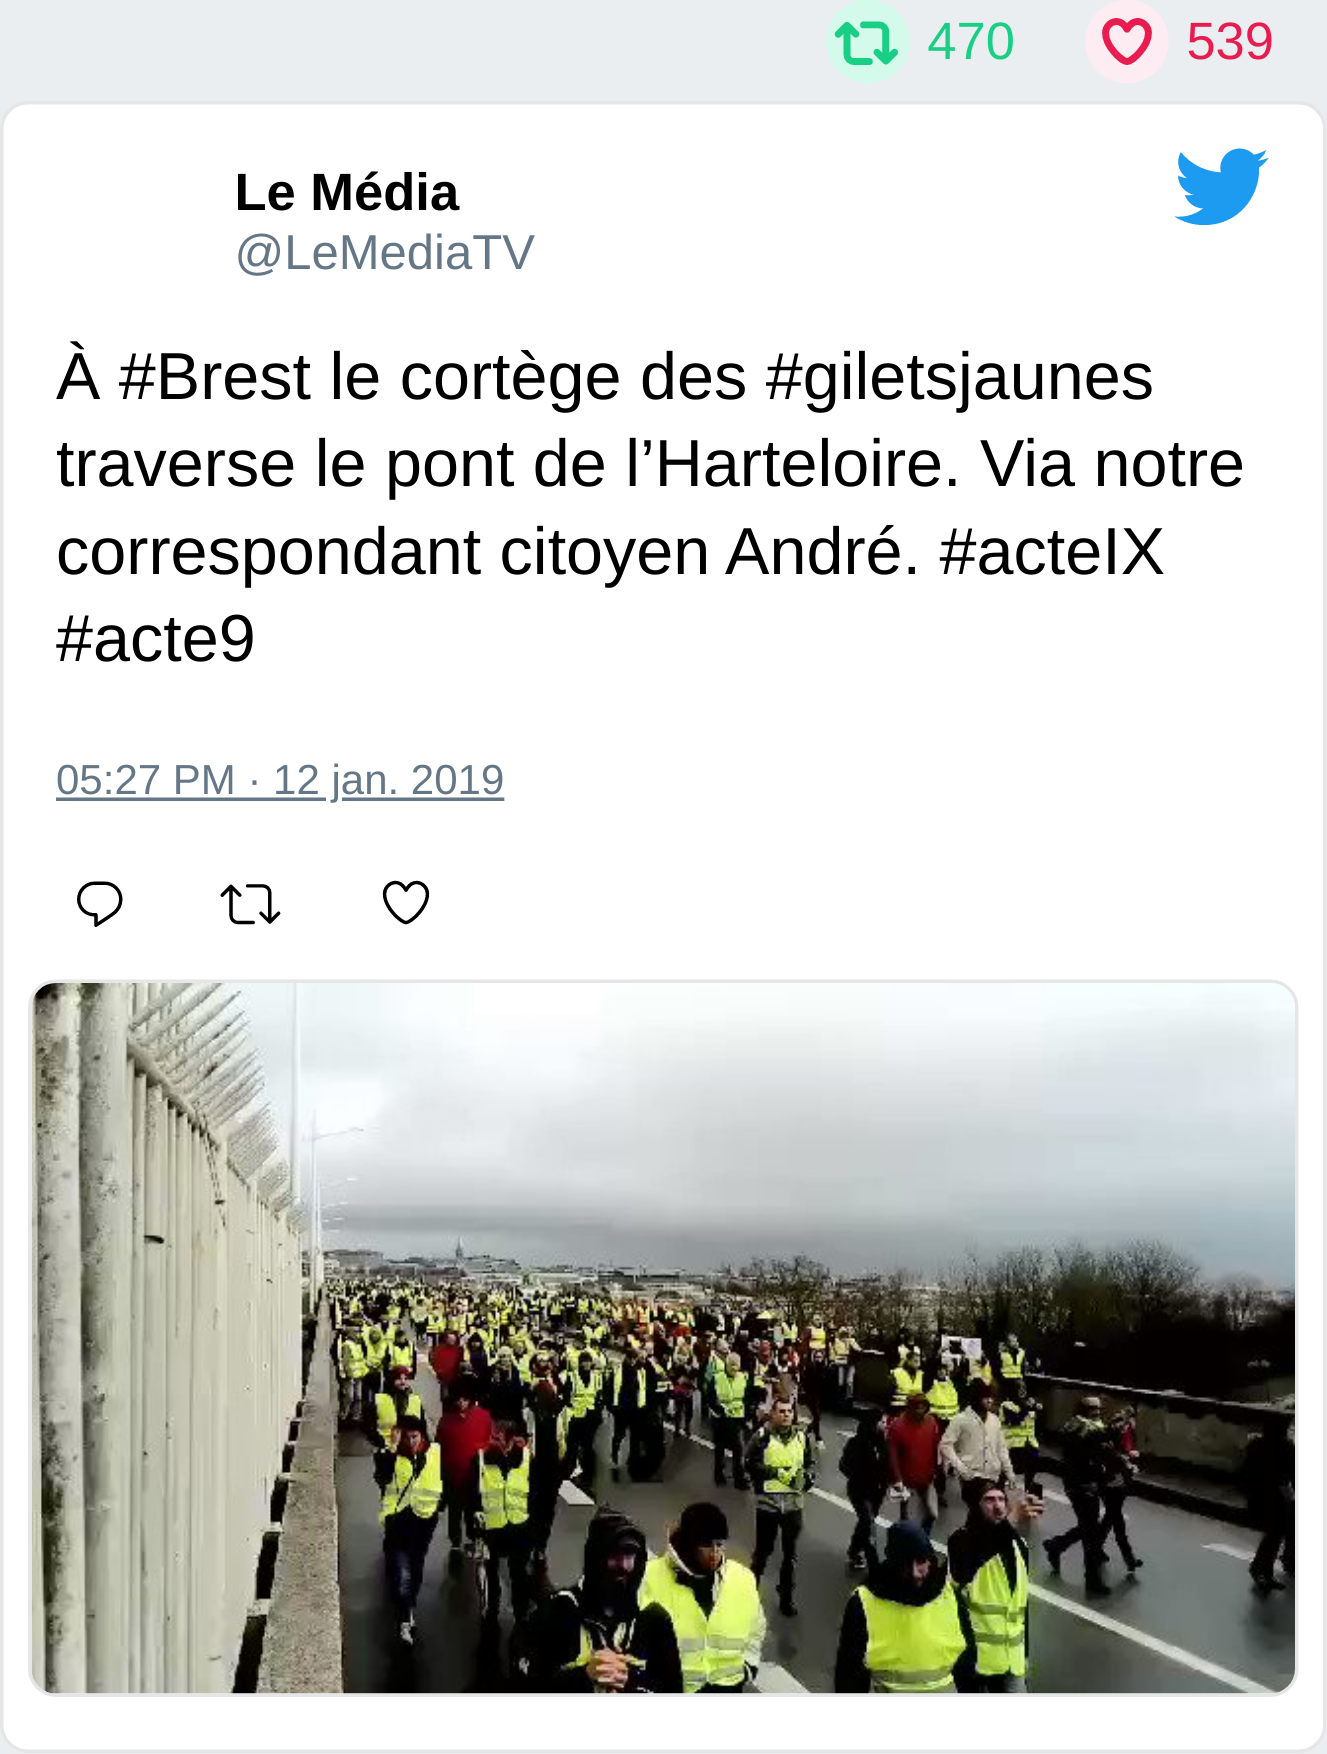 470 539
Le Média
@LeMediaTV
À #Brest le cortège des #giletsjaunes
traverse le pont de l’Harteloire. Via notre
correspondant citoyen André. #acteIX
#acte9
05:27 PM · 12 jan. 2019